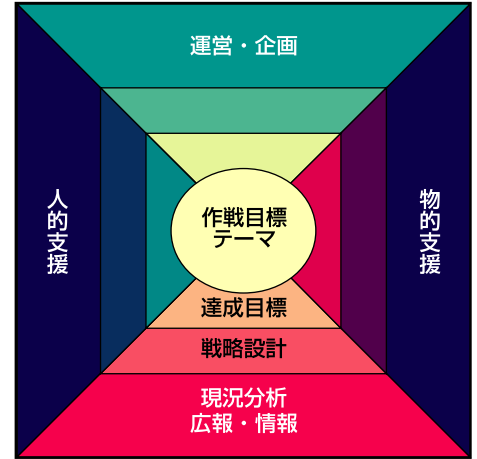 運営・企画
人的支援
物的支援
作戦目標
テーマ
達成目標
戦略設計
現況分析
広報・情報